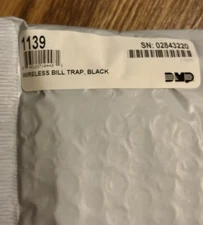 1139
SN: 02843220
WIRELESS BILL TRAP, BLACK
DMP